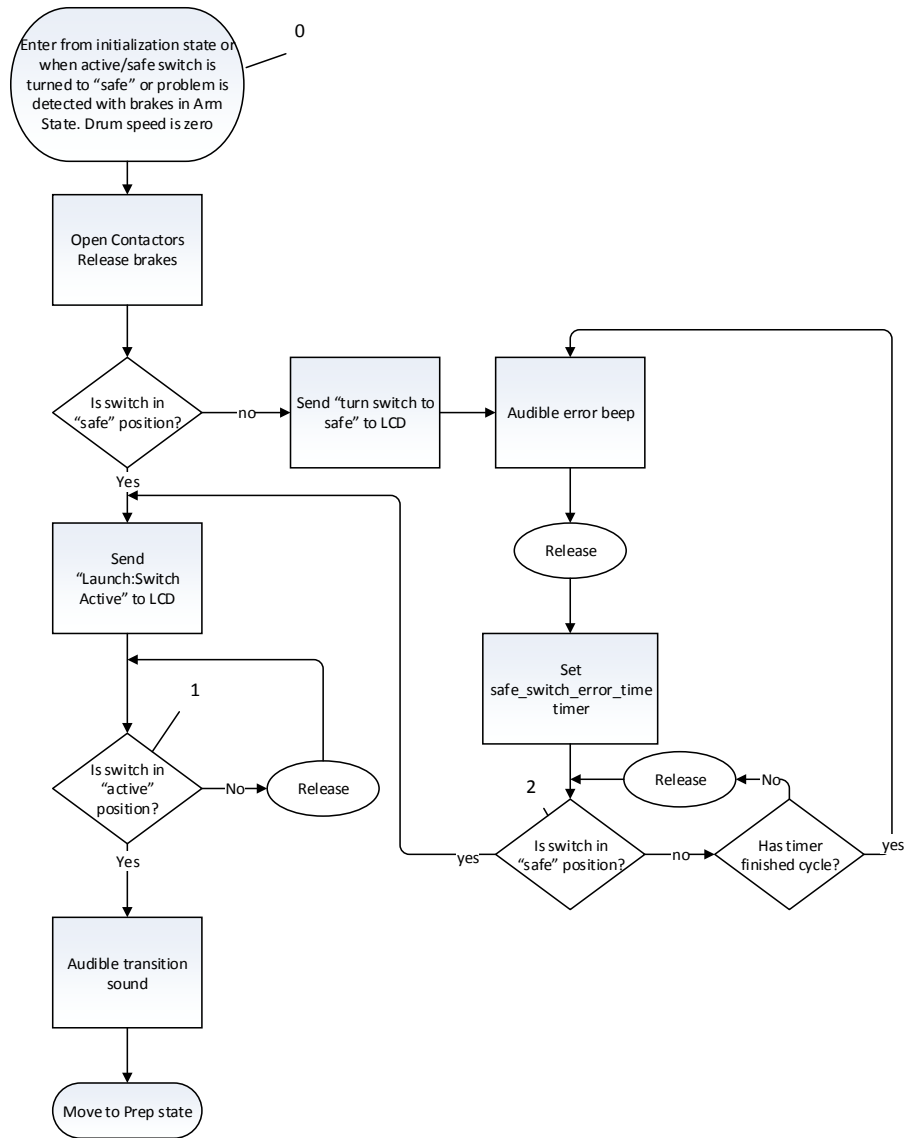 0
Enter from initialization state or
when active/safe switch is
turned to “safe” or problem is
detected with brakes in Arm
State. Drum speed is zero
Open Contactors
Release brakes
Is switch in
“safe” position?
no
Send “turn switch to
safe” to LCD
Audible error beep
Yes
Release
Send
“Launch:Switch
Active” to LCD
Set
safe_switch_error_time
timer
1
Is switch in
“active”
position?
No
Release
2
Release
No
Is switch in
“safe” position?
yes
no
Has timer
finished cycle?
yes
Yes
Audible transition
sound
Move to Prep state